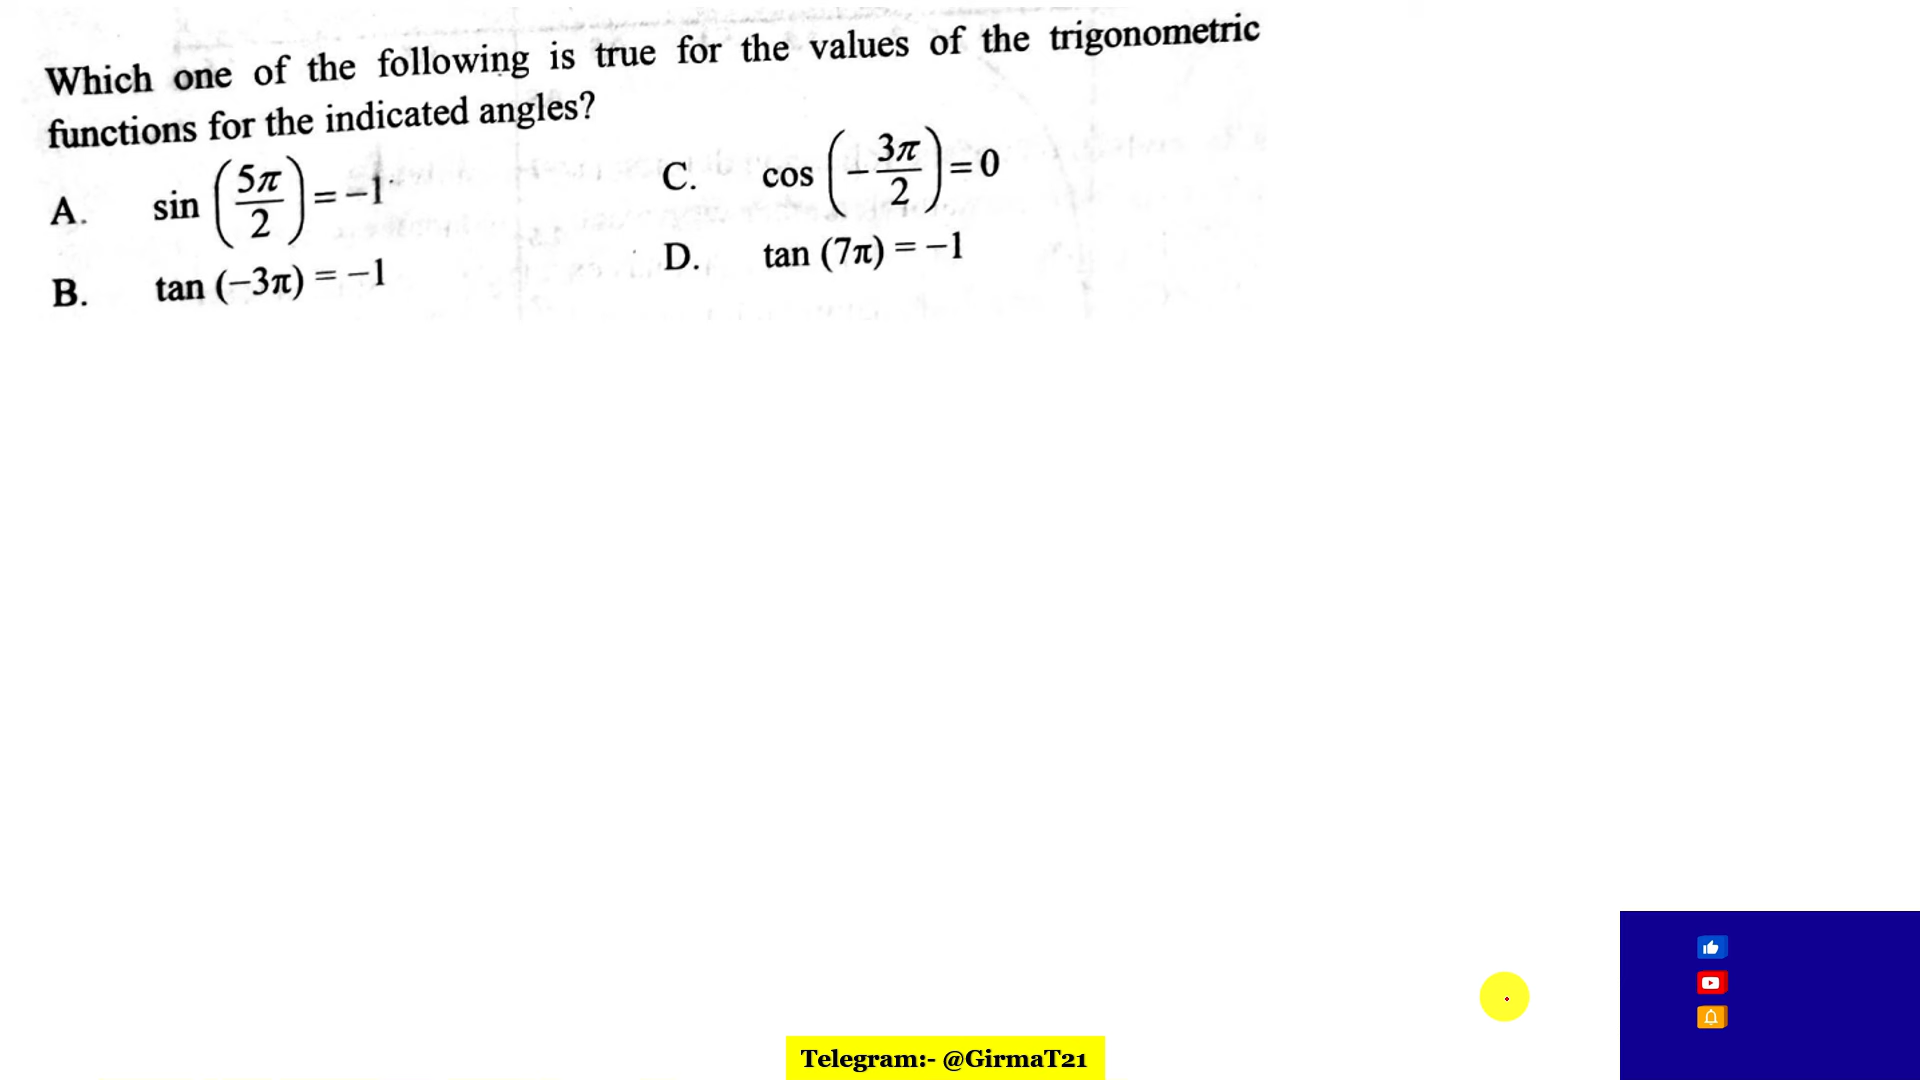 Which one of the following is true for the values of the trigonometric
functions for the indicated angles?
A. sin (5π/2) = −1
C. cos (−3π/2) = 0
B. tan (−3π) = −1
D. tan (7π) = −1
Telegram:- @GirmaT21